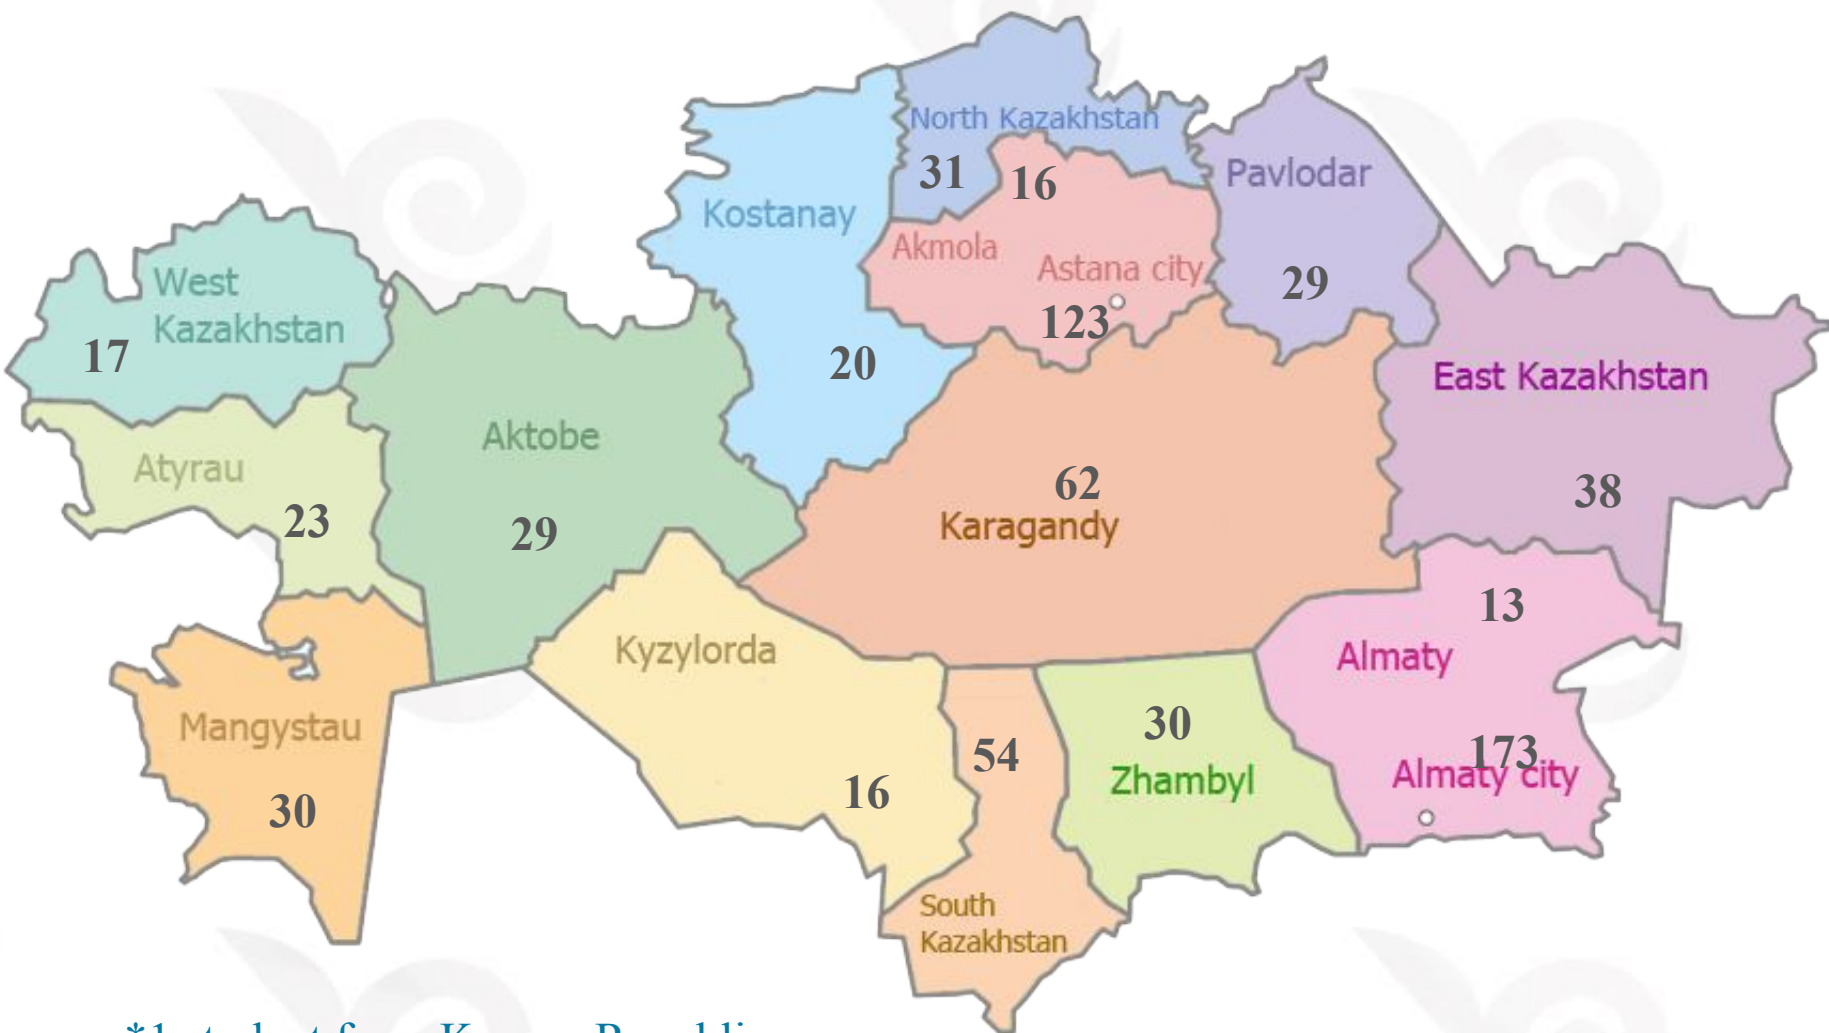 North Kazakhstan
31
16
Pavlodar
Kostanay
Akmola
Astana city
123
29
West
Kazakhstan
17
20
East Kazakhstan
38
Aktobe
29
Atyrau
23
62
Karagandy
13
Almaty
173
Almaty city
Kyzylorda
16
54
30
Zhambyl
Mangystau
30
South
Kazakhstan